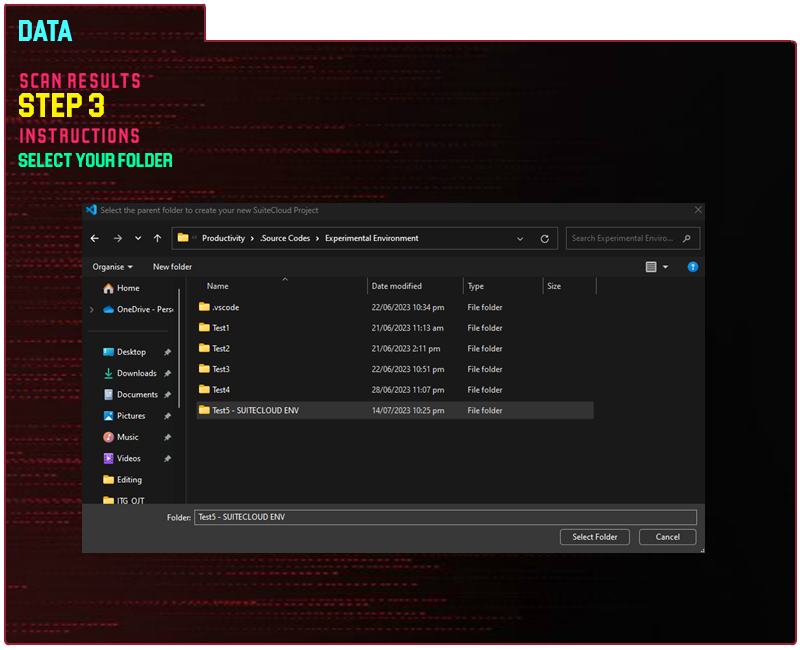 DATA
SCAN RESULTS
STEP 3
INSTRUCTIONS
SELECT YOUR FOLDER
Select the parent folder to create your new SuiteCloud Project
Productivity > .Source Codes > Experimental Environment
Search Experimental Enviro...
Organise New folder
Name Date modified Type Size
Home
OneDrive - Perso
Desktop
Downloads
Documents
Pictures
Music
Videos
Editing
ITG_OJT
.vscode 22/06/2023 10:34 pm File folder
Test1 21/06/2023 11:13 am File folder
Test2 21/06/2023 2:11 pm File folder
Test3 22/06/2023 10:51 pm File folder
Test4 28/06/2023 11:07 pm File folder
Test5 - SUITECLOUD ENV 14/07/2023 10:25 pm File folder
Folder: Test5 - SUITECLOUD ENV
Select Folder Cancel